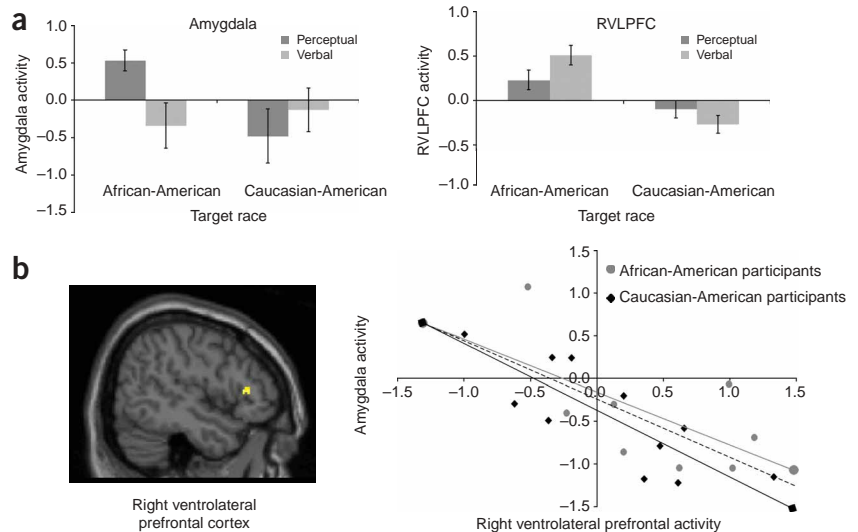 a
Amygdala
Perceptual
Verbal
Amygdala activity
1.0
0.5
0
–0.5
–1.0
–1.5
African-American
Caucasian-American
Target race
RVLPFC
Perceptual
Verbal
RVLPFC activity
1.0
0.5
0.0
–0.5
–1.0
African-American
Caucasian-American
Target race
b
Right ventrolateral
prefrontal cortex
African-American participants
Caucasian-American participants
Amygdala activity
1.5
1.0
0.5
0.0
–0.5
–1.0
–1.5
–1.5
–1.0
–0.5
0.0
0.5
1.0
1.5
Right ventrolateral prefrontal activity